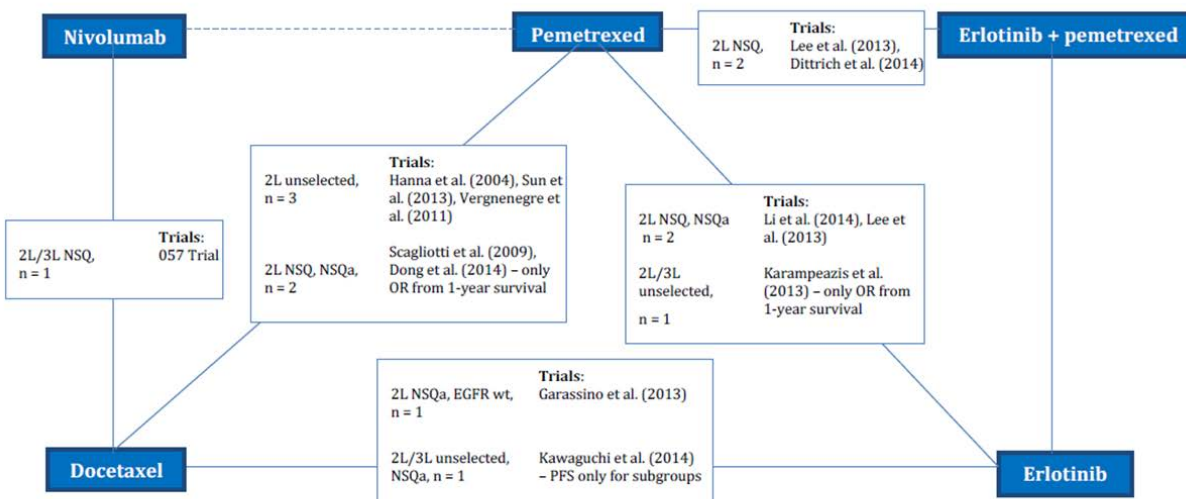 Nivolumab
Pemetrexed
Erlotinib + pemetrexed
2L NSQ,
n = 2
Trials:
Lee et al. (2013),
Dittrich et al. (2014)
2L unselected,
n = 3
Trials:
Hanna et al. (2004), Sun et
al. (2013), Vergnenegre et
al. (2011)
2L NSQ, NSQa,
n = 2
Scagliotti et al. (2009),
Dong et al. (2014) – only
OR from 1-year survival
2L NSQ, NSQa
n = 2
Trials:
Li et al. (2014), Lee et
al. (2013)
2L/3L
unselected,
n = 1
Karampeazis et al.
(2013) – only OR from
1-year survival
2L/3L NSQ,
n = 1
Trials:
057 Trial
2L NSQa, EGFR wt,
n = 1
Trials:
Garassino et al. (2013)
2L/3L unselected,
NSQa, n = 1
Kawaguchi et al. (2014)
– PFS only for subgroups
Docetaxel
Erlotinib